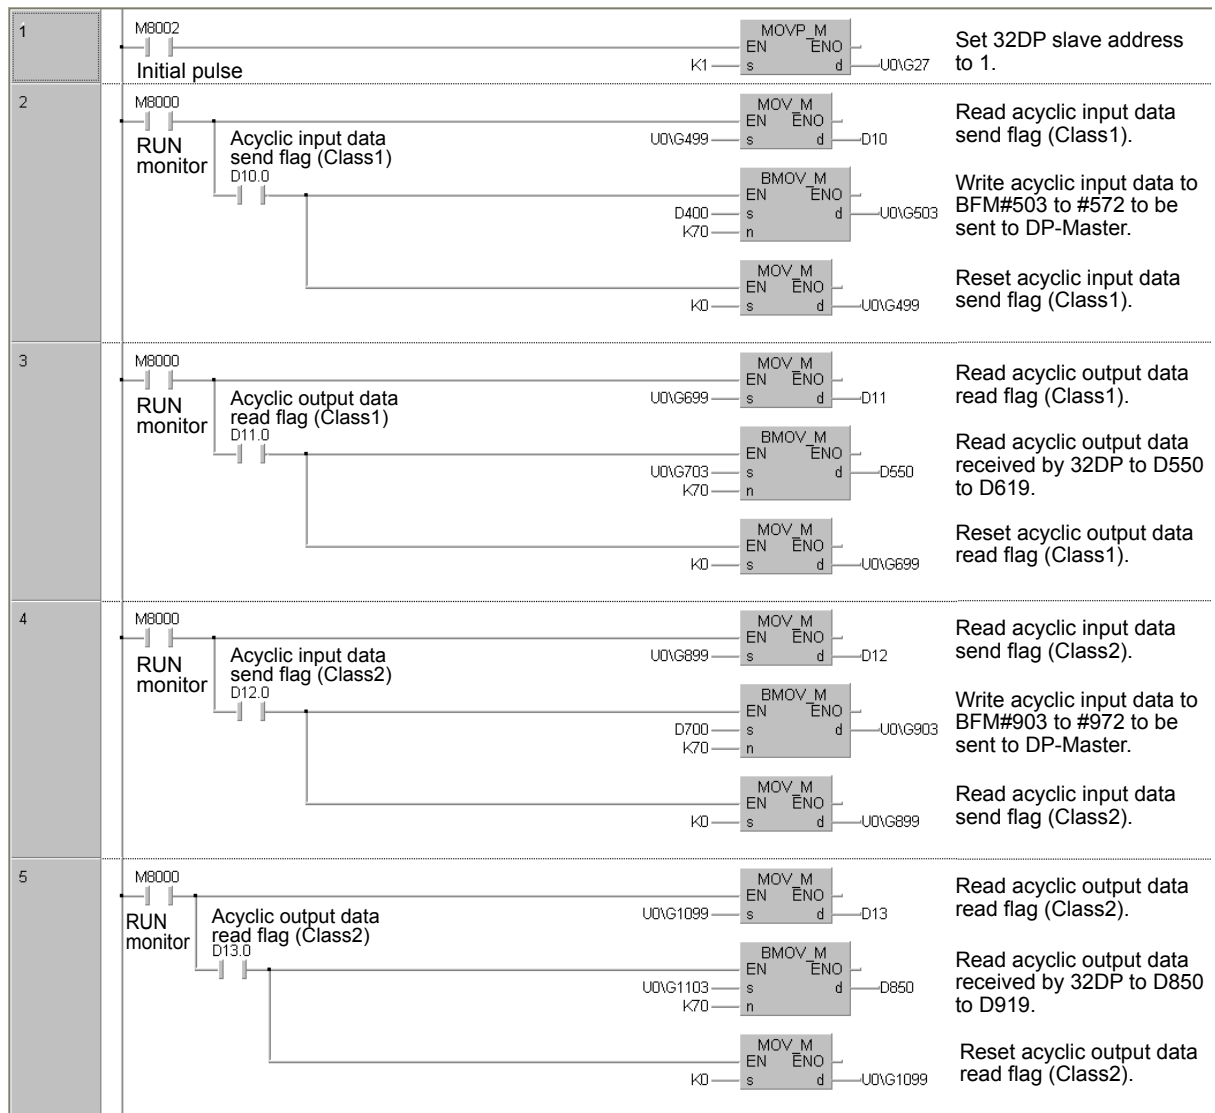 1
M8002
Initial pulse
MOVP_M
EN ENO
K1 s d U0\G27
Set 32DP slave address
to 1.
2
M8000
RUN
monitor
Acyclic input data
send flag (Class1)
D10.0
MOV_M
EN ENO
U0\G499 s d D10
Read acyclic input data
send flag (Class1).
BMOV_M
EN ENO
D400 s d U0\G503
K70 n
Write acyclic input data to
BFM#503 to #572 to be
sent to DP-Master.
MOV_M
EN ENO
K0 s d U0\G499
Reset acyclic input data
send flag (Class1).
3
M8000
RUN
monitor
Acyclic output data
read flag (Class1)
D11.0
MOV_M
EN ENO
U0\G699 s d D11
Read acyclic output data
read flag (Class1).
BMOV_M
EN ENO
U0\G703 s d D550
K70 n
Read acyclic output data
received by 32DP to D550
to D619.
MOV_M
EN ENO
K0 s d U0\G699
Reset acyclic output data
read flag (Class1).
4
M8000
RUN
monitor
Acyclic input data
send flag (Class2)
D12.0
MOV_M
EN ENO
U0\G899 s d D12
Read acyclic input data
send flag (Class2).
BMOV_M
EN ENO
D700 s d U0\G903
K70 n
Write acyclic input data to
BFM#903 to #972 to be
sent to DP-Master.
MOV_M
EN ENO
K0 s d U0\G899
Read acyclic input data
send flag (Class2).
5
M8000
RUN
monitor
Acyclic output data
read flag (Class2)
D13.0
MOV_M
EN ENO
U0\G1099 s d D13
Read acyclic output data
read flag (Class2).
BMOV_M
EN ENO
U0\G1103 s d D850
K70 n
Read acyclic output data
received by 32DP to D850
to D919.
MOV_M
EN ENO
K0 s d U0\G1099
Reset acyclic output data
read flag (Class2).